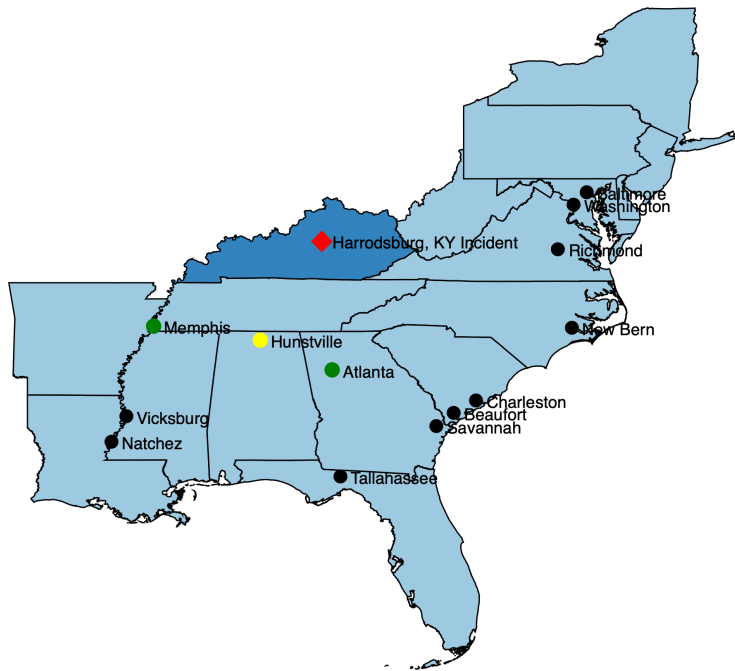 Baltimore
Washington
Harrodsburg, KY Incident
Richmond
Memphis
New Bern
Hunstville
Atlanta
Charleston
Beaufort
Vicksburg
Savannah
Natchez
Tallahassee